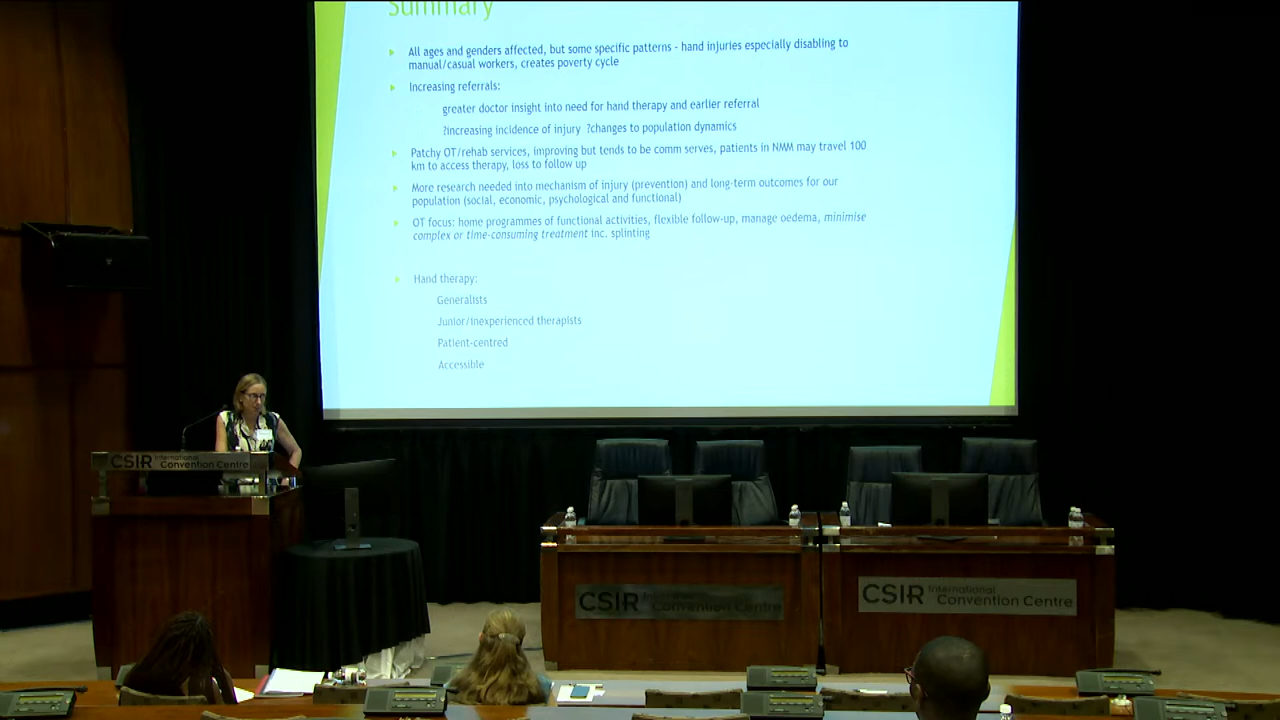 Summary
All ages and genders affected, but some specific patterns - hand injuries especially disabling to
manual/casual workers, creates poverty cycle
Increasing referrals:
greater doctor insight into need for hand therapy and earlier referral
?increasing incidence of injury ?changes to population dynamics
Patchy OT/rehab services, improving but tends to be comm serves, patients in NMM may travel 100
km to access therapy, loss to follow up
More research needed into mechanism of injury (prevention) and long-term outcomes for our
population (social, economic, psychological and functional)
OT focus: home programmes of functional activities, flexible follow-up, manage oedema, minimise
complex or time-consuming treatment inc. splinting
Hand therapy:
Generalists
Junior/inexperienced therapists
Patient-centred
Accessible
CSIR International
Convention Centre
CSIR International
Convention Centre
CSIR International
Convention Centre